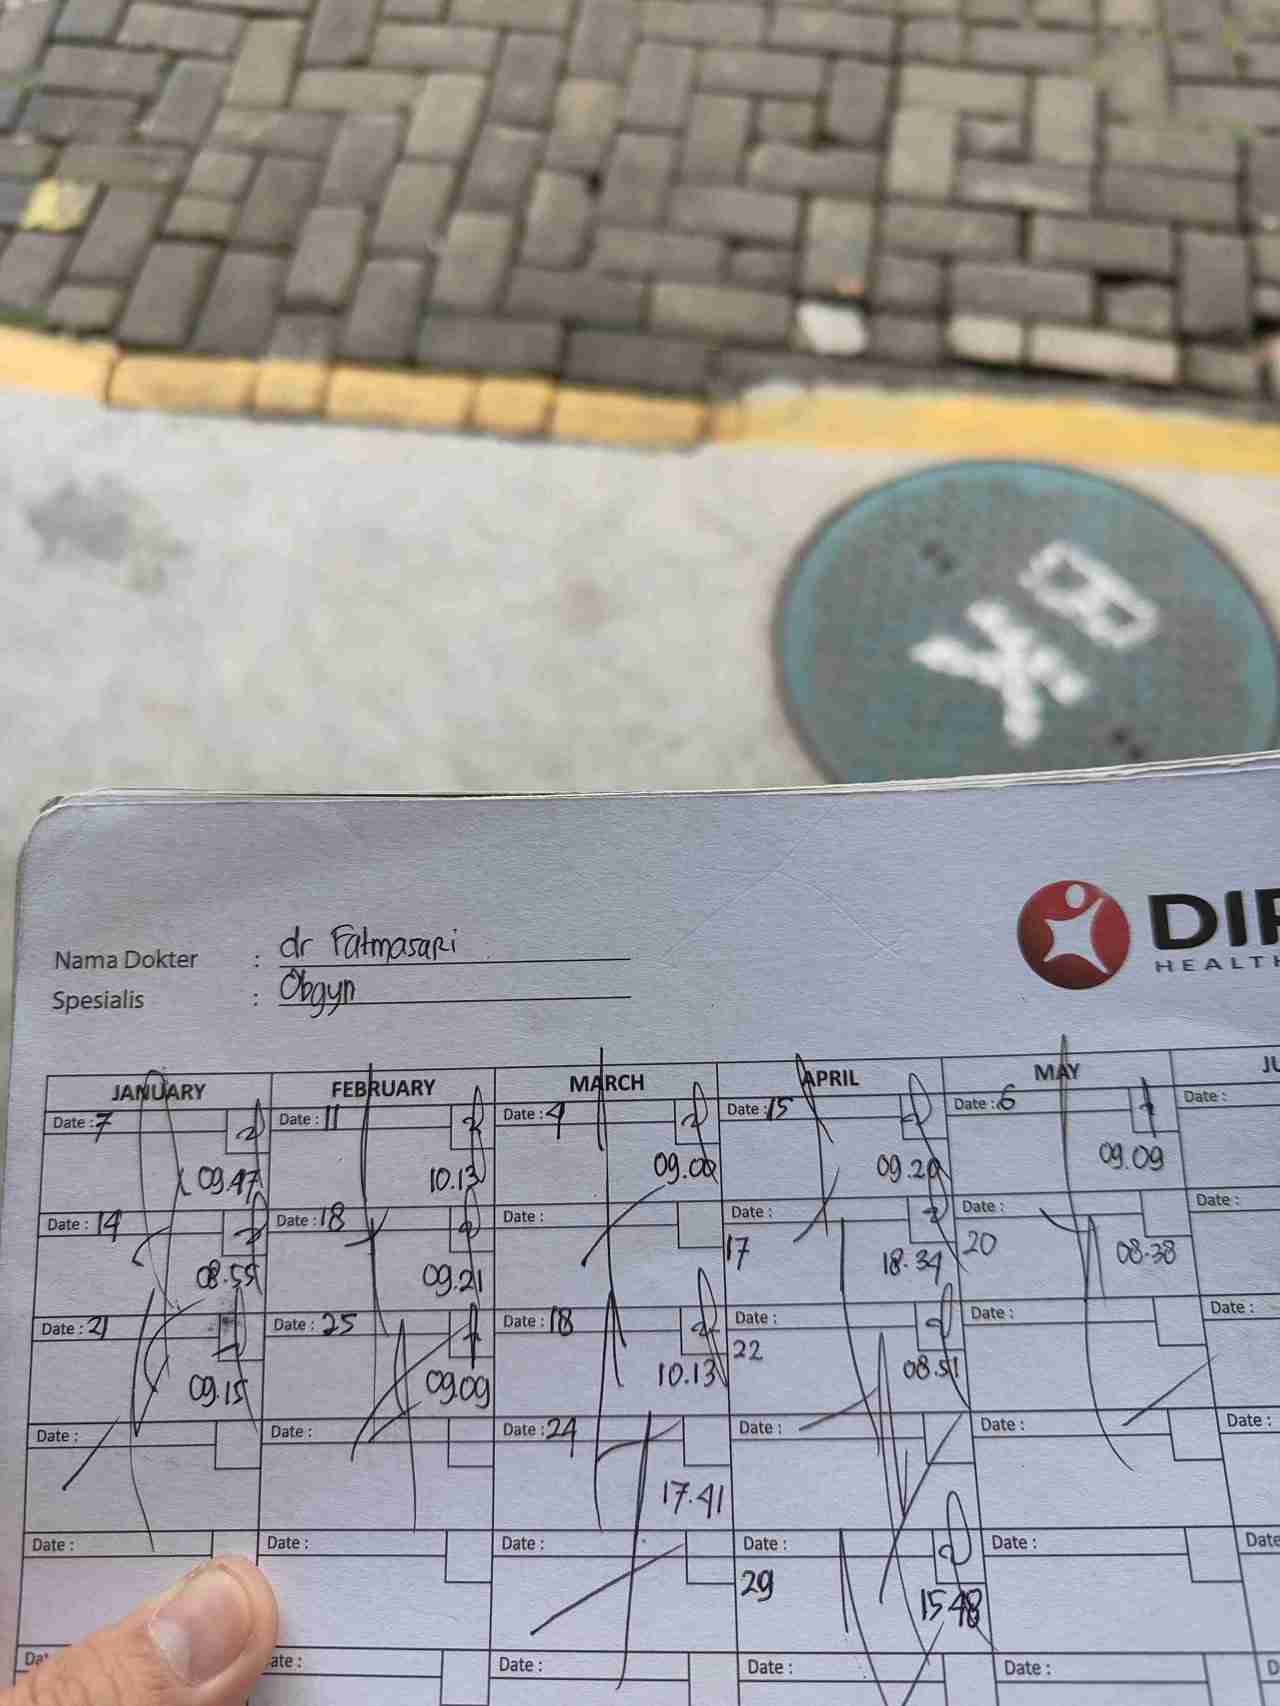 Nama Dokter : dr Fatmasari
Spesialis : Obgyn
HEALTH
JANUARY FEBRUARY MARCH APRIL MAY
Date : 7 Date : 11 Date : 4 Date : 15 Date : 6 Date :
09.47 10.13 09.00 09.20 09.09
Date : 14 Date : 18 Date : Date : Date :
08.55 09.21 17 18.34 20 08.38
Date : 21 Date : 25 Date : 18 Date : Date : Date :
09.15 09.09 10.13 22 08.51
Date : Date : Date : 24 Date : Date : Date :
17.41
Date : Date : Date : Date : Date : Date
29 15 48
Date : Date : Date :